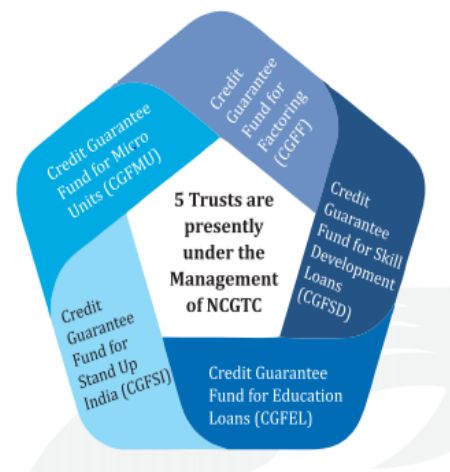 Credit
Guarantee
Fund for
Factoring
(CGFF)
Credit Guarantee
Fund for Micro
Units (CGFMU)
5 Trusts are
presently
under the
Management
of NCGTC
Credit
Guarantee
Fund for Skill
Development
Loans
(CGFSD)
Credit
Guarantee
Fund for
Stand Up
India (CGFSI)
Credit Guarantee
Fund for Education
Loans (CGFEL)